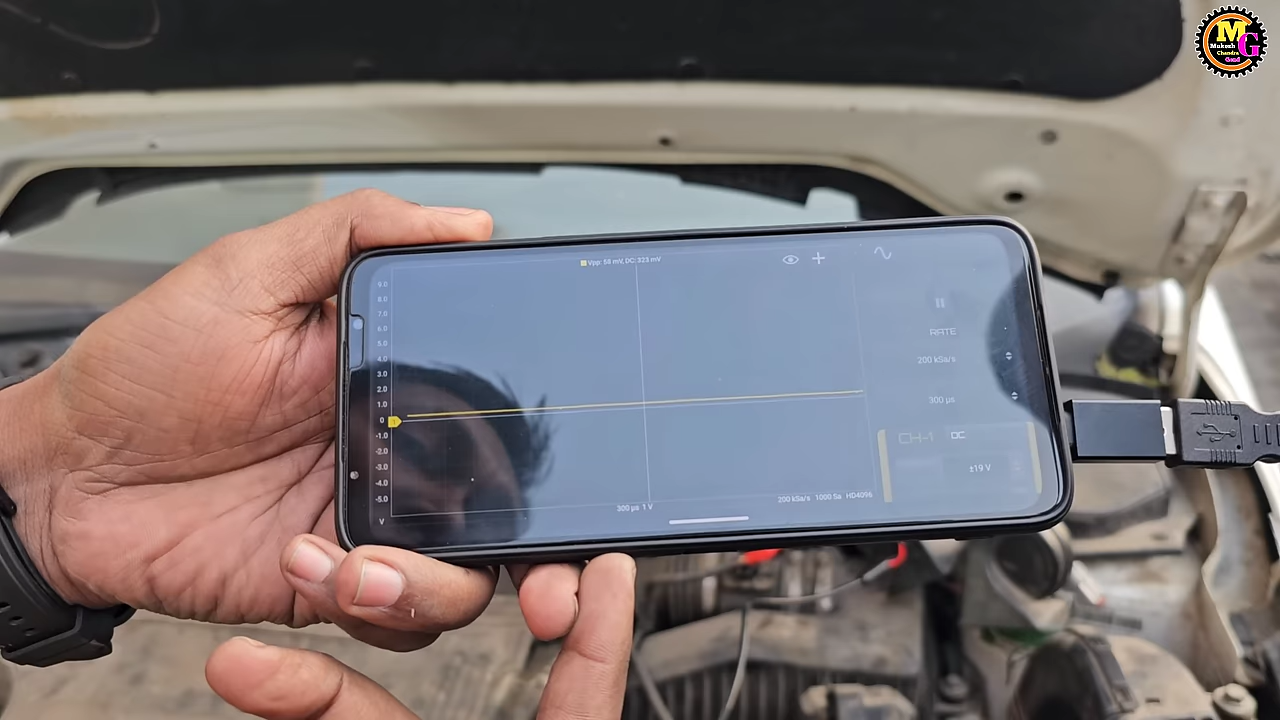 M
G
Mukesh
Chandra
Gond
Vpp: 58 mV, DC: 323 mV
9.0
8.0
7.0
6.0
5.0
4.0
3.0
2.0
1.0
0
-1.0
-2.0
-3.0
-4.0
-5.0
V
300 µs 1 V
200 kSa/s 1000 Sa HD4096
RATE
200 kSa/s
300 µs
CH-1 DC
±19 V